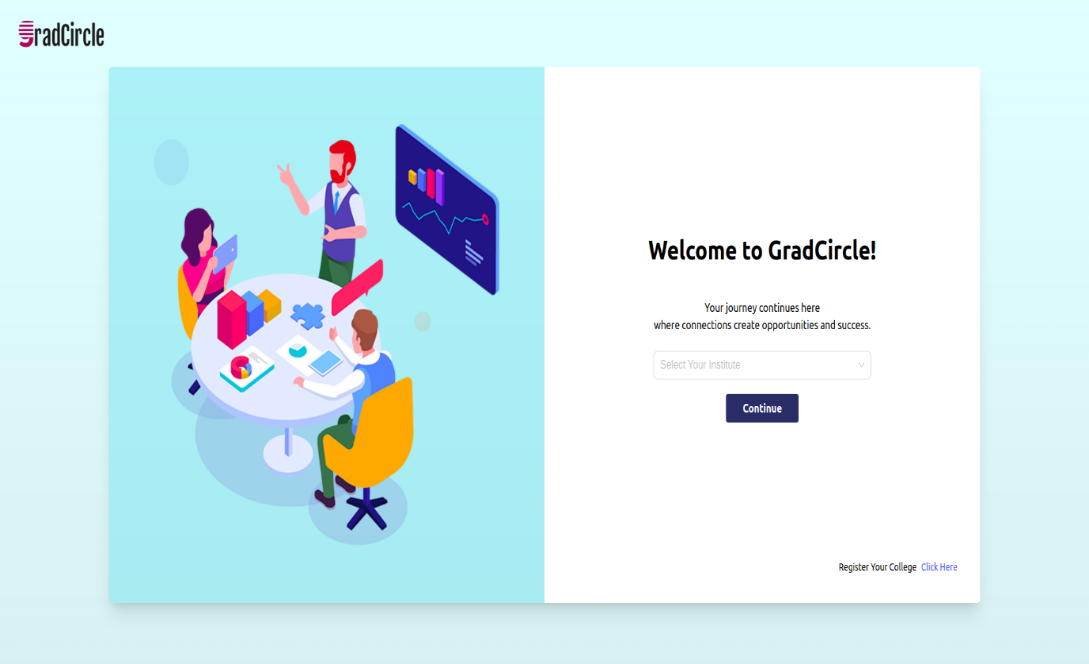 GradCircle
Welcome to GradCircle!
Your journey continues here
where connections create opportunities and success.
Select Your Institute
Continue
Register Your College Click Here